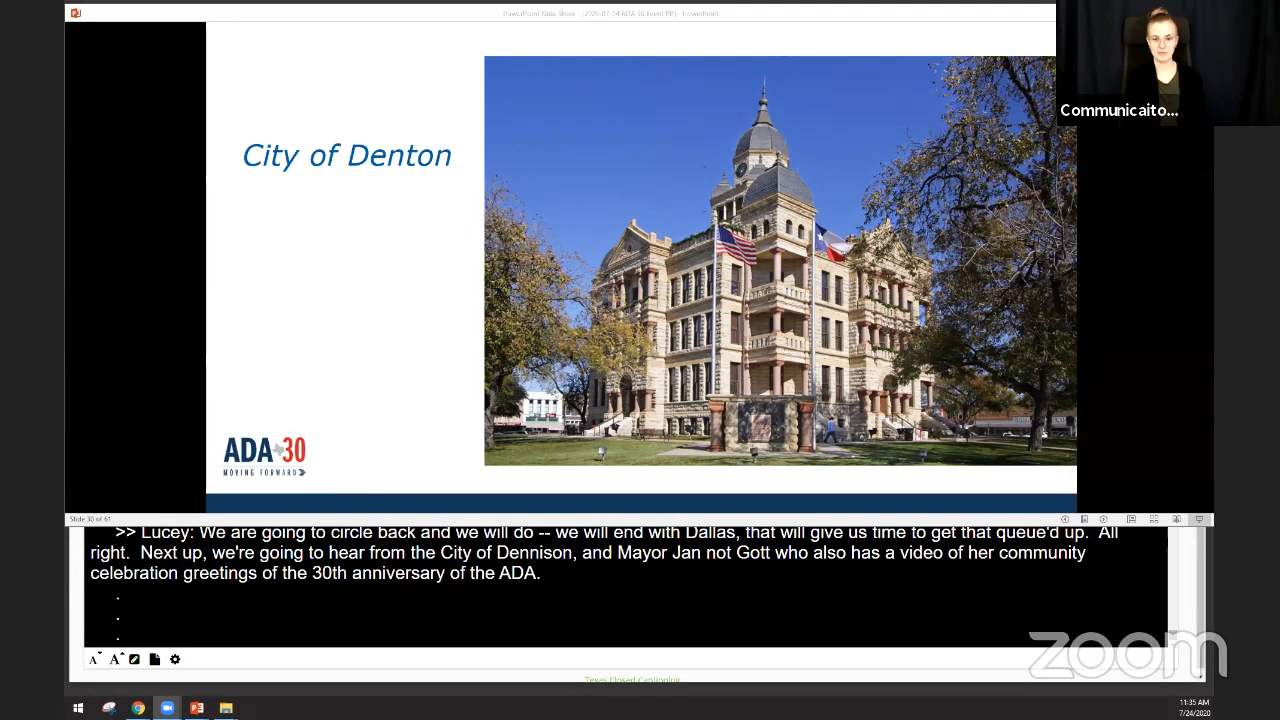 PowerPoint Slide Show - [2020-07-24 ADA 30 Event PP] - PowerPoint
Communicaito...
City of Denton
ADA 30
MOVING FORWARD
Slide 30 of 61
>> Lucey: We are going to circle back and we will do -- we will end with Dallas, that will give us time to get that queue'd up. All
right. Next up, we're going to hear from the City of Dennison, and Mayor Jan not Gott who also has a video of her community
celebration greetings of the 30th anniversary of the ADA.
.
.
.
A A
zoom
Texas Closed Captioning
11:35 AM
7/24/2020